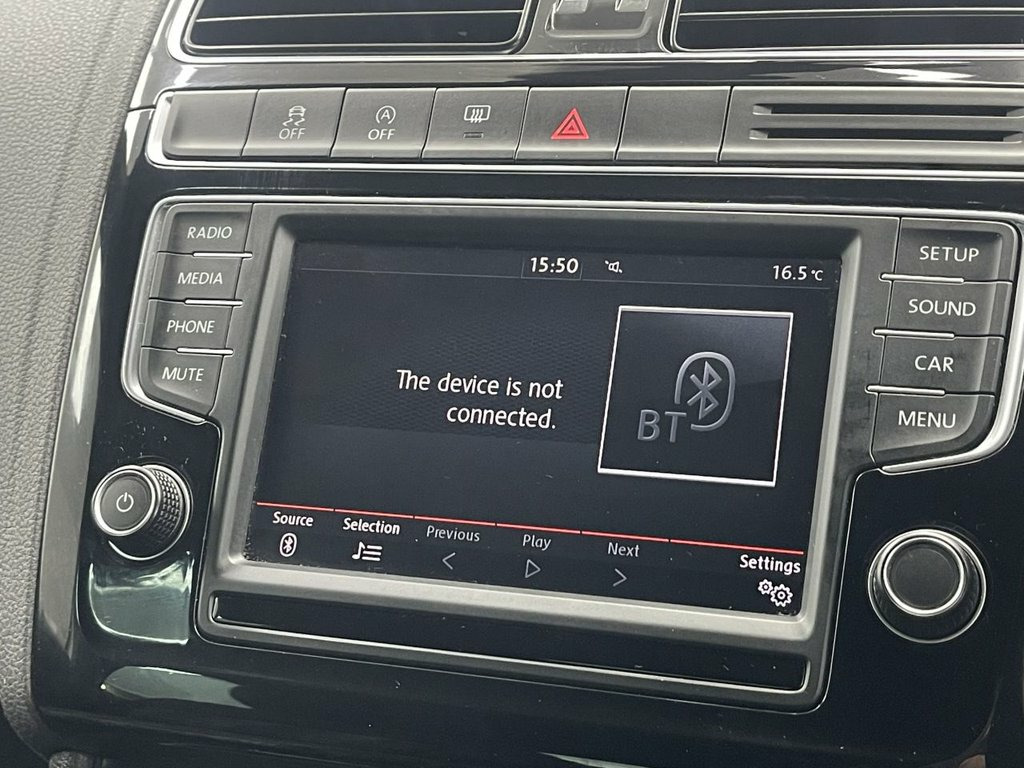 OFF
A
OFF
RADIO
MEDIA
PHONE
MUTE
15:50
16.5°C
The device is not
connected.
BT
Source
Selection
Previous
Play
Next
Settings
SETUP
SOUND
CAR
MENU